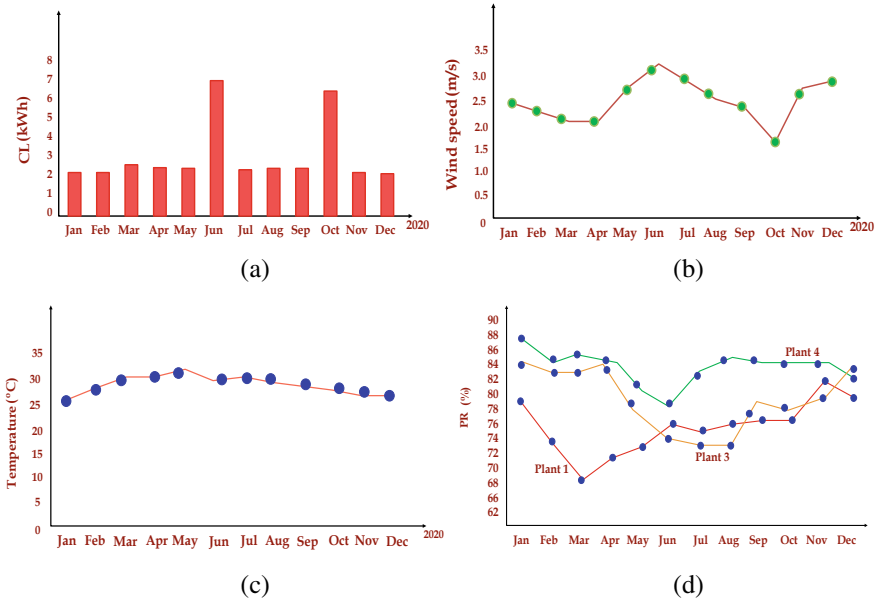 CL (kWh)
8
7
6
5
4
3
2
1
0
Jan Feb Mar Apr May Jun Jul Aug Sep Oct Nov Dec
2020
(a)
Wind speed (m/s)
3.5
3.0
2.5
2.0
1.5
1.0
0.5
0
Jan Feb Mar Apr May Jun Jul Aug Sep Oct Nov Dec
2020
(b)
Temperature (°C)
35
30
25
20
15
10
5
0
Jan Feb Mar Apr May Jun Jul Aug Sep Oct Nov Dec
2020
(c)
PR (%)
90
88
86
84
82
80
78
76
74
72
70
68
66
64
62
Plant 4
Plant 3
Plant 1
Jan Feb Mar Apr May Jun Jul Aug Sep Oct Nov Dec
(d)